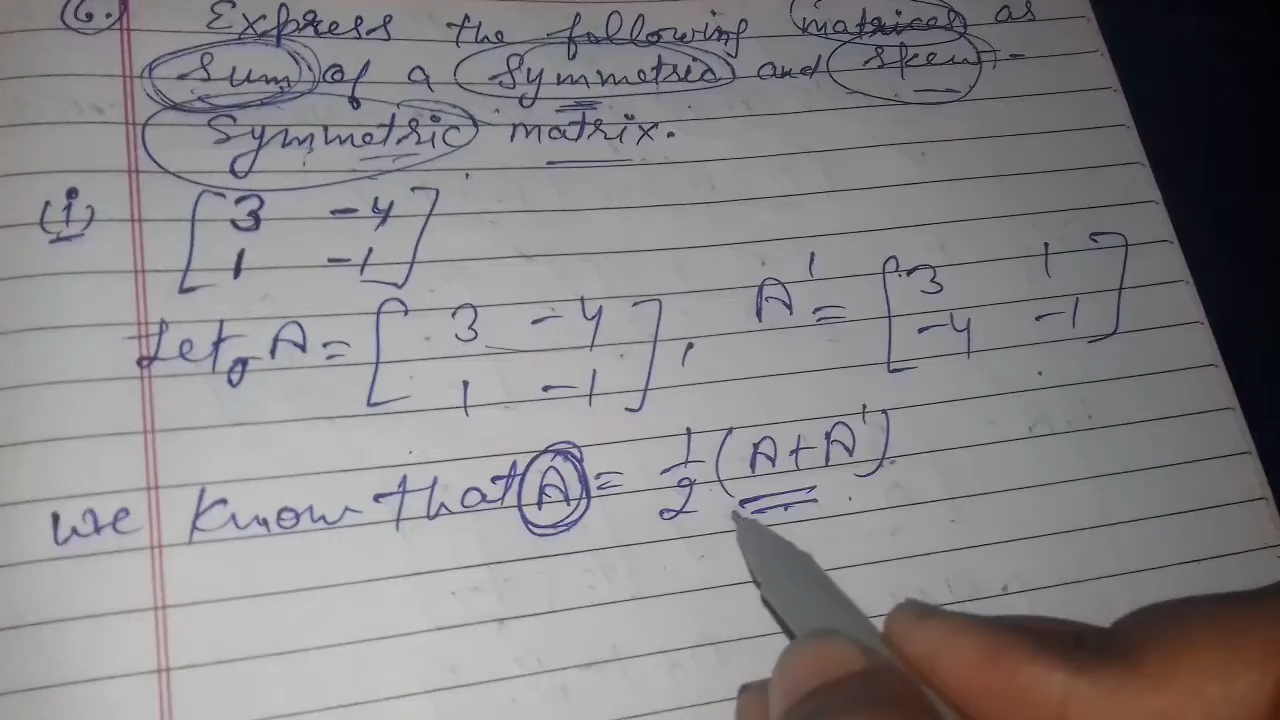 (6.) Express the following matrices as
Sum of a Symmetric and Skew-
Symmetric matrix.
(i) [3 -4
1 -1]
Let A = [3 -4
1 -1], A' = [3 1
-4 -1]
we know that A = 1/2 (A+A')